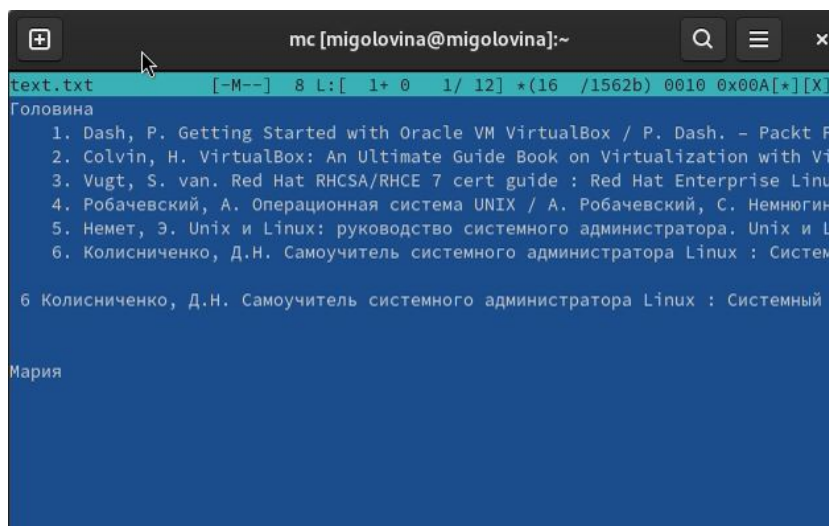 mc [migolovina@migolovina]:~
text.txt [-M--] 8 L:[ 1+ 0 1/ 12] *(16 /1562b) 0010 0x00A[*][X]
Головина
1. Dash, P. Getting Started with Oracle VM VirtualBox / P. Dash. – Packt
2. Colvin, H. VirtualBox: An Ultimate Guide Book on Virtualization with Vi
3. Vugt, S. van. Red Hat RHCSA/RHCE 7 cert guide : Red Hat Enterprise Linu
4. Робачевский, А. Операционная система UNIX / А. Робачевский, С. Немнюгин
5. Немет, Э. Unix и Linux: руководство системного администратора. Unix и L
6. Колисниченко, Д.Н. Самоучитель системного администратора Linux : Систем
6 Колисниченко, Д.Н. Самоучитель системного администратора Linux : Системный
Мария